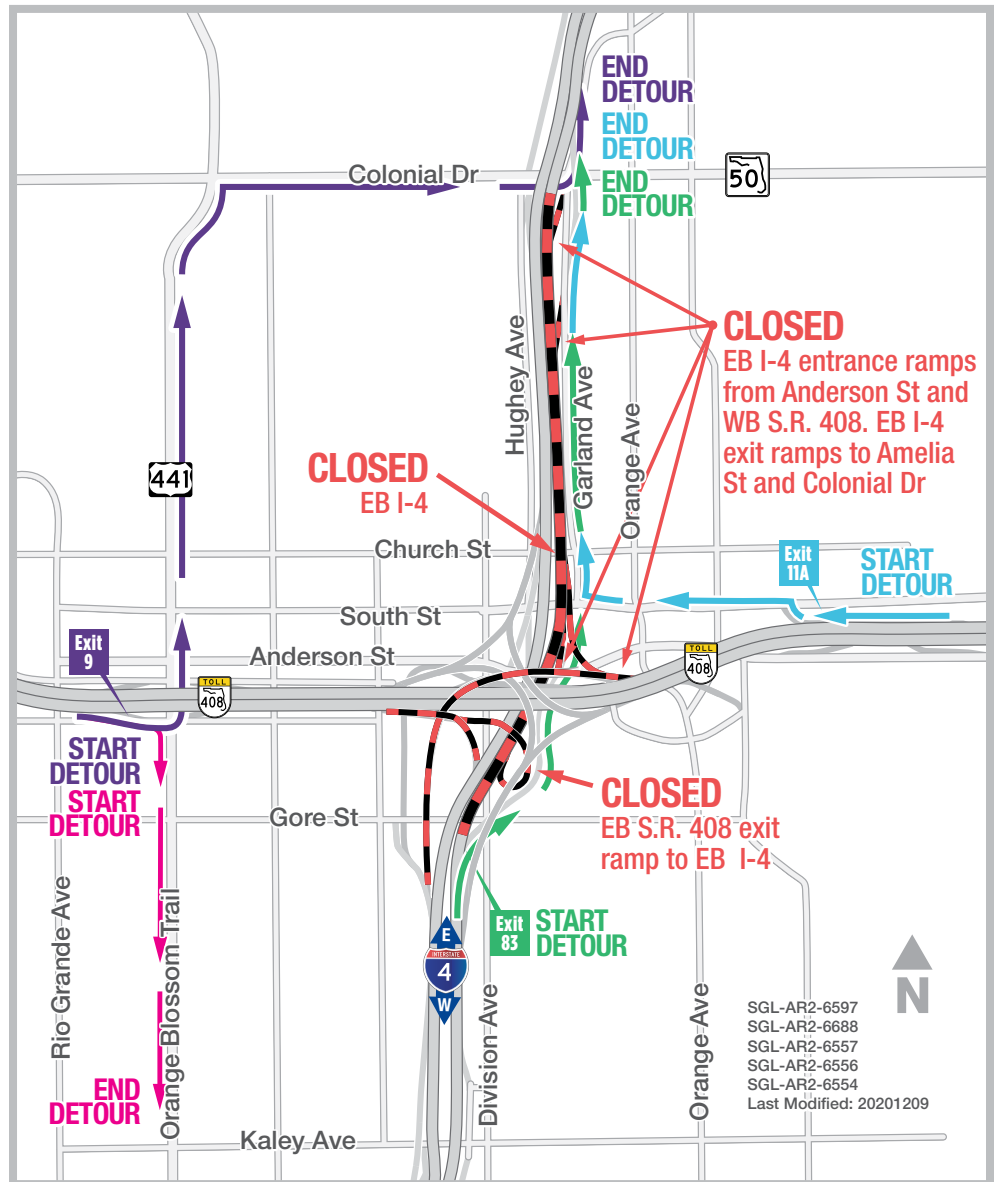 END
DETOUR
END
DETOUR
50
Colonial Dr
END
DETOUR
CLOSED
EB I-4 entrance ramps
from Anderson St and
WB S.R. 408. EB I-4
exit ramps to Amelia
St and Colonial Dr
Hughey Ave
Garland Ave
Orange Ave
441
CLOSED
EB I-4
Church St
Exit
11A
START
DETOUR
South St
Exit
9
Anderson St
TOLL
408
TOLL
408
START
DETOUR
START
DETOUR
CLOSED
EB S.R. 408 exit
ramp to EB I-4
Gore St
Rio Grande Ave
Orange Blossom Trail
Exit
83
START
DETOUR
E
INTERSTATE
4
W
Division Ave
Orange Ave
N
SGL-AR2-6597
SGL-AR2-6688
SGL-AR2-6557
SGL-AR2-6556
SGL-AR2-6554
Last Modified: 20201209
END
DETOUR
Kaley Ave